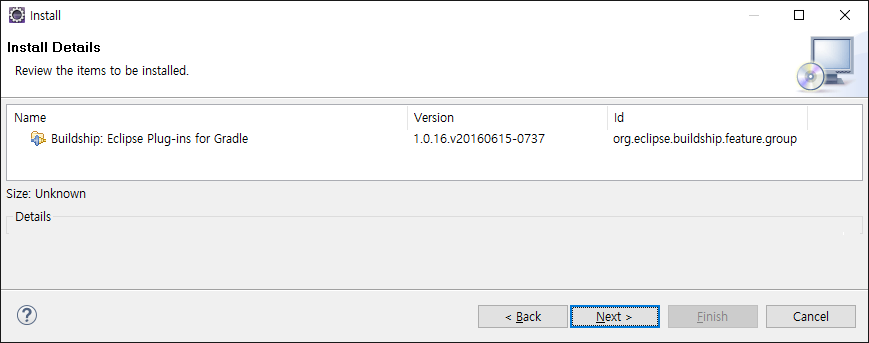 Install
Install Details
Review the items to be installed.
Name Version Id
Buildship: Eclipse Plug-ins for Gradle 1.0.16.v20160615-0737 org.eclipse.buildship.feature.group
Size: Unknown
Details
? < Back Next > Finish Cancel